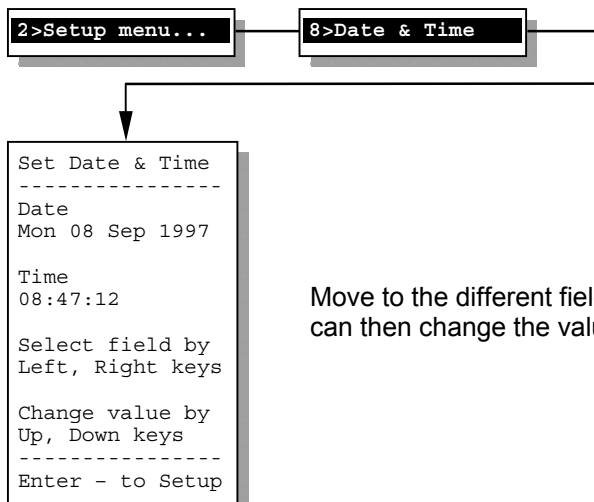 2>Setup menu...
8>Date & Time
Set Date & Time
----------------
Date
Mon 08 Sep 1997
Time
08:47:12
Select field by
Left, Right keys
Change value by
Up, Down keys
----------------
Enter – to Setup
Move to the different fiel
can then change the valu